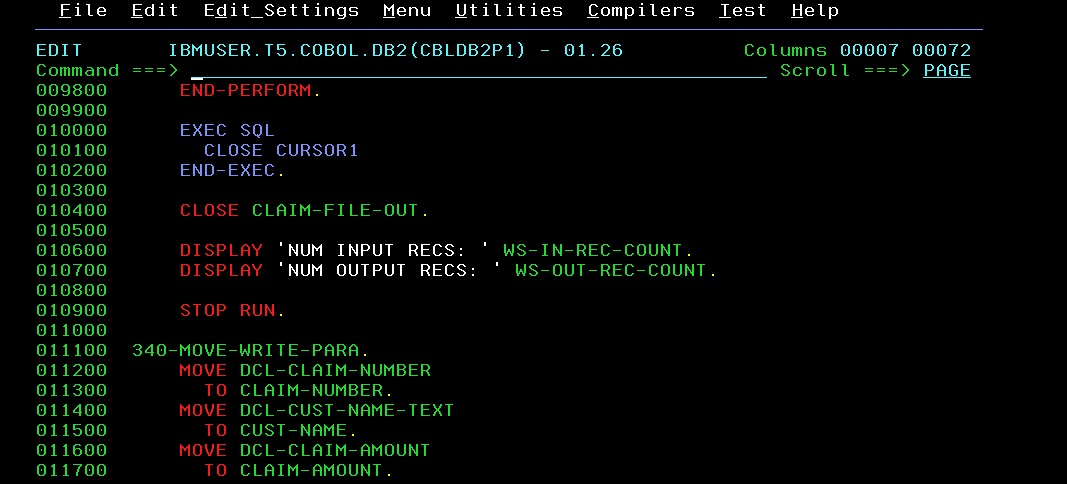 File  Edit  Edit_Settings  Menu  Utilities  Compilers  Test  Help
EDIT       IBMUSER.T5.COBOL.DB2(CBLDB2P1) - 01.26          Columns 00007 00072
Command ===>                                                  Scroll ===> PAGE
009800      END-PERFORM.
009900
010000      EXEC SQL
010100        CLOSE CURSOR1
010200      END-EXEC.
010300
010400      CLOSE CLAIM-FILE-OUT.
010500
010600      DISPLAY 'NUM INPUT RECS: ' WS-IN-REC-COUNT.
010700      DISPLAY 'NUM OUTPUT RECS: ' WS-OUT-REC-COUNT.
010800
010900      STOP RUN.
011000
011100  340-MOVE-WRITE-PARA.
011200      MOVE DCL-CLAIM-NUMBER
011300        TO CLAIM-NUMBER.
011400      MOVE DCL-CUST-NAME-TEXT
011500        TO CUST-NAME.
011600      MOVE DCL-CLAIM-AMOUNT
011700        TO CLAIM-AMOUNT.